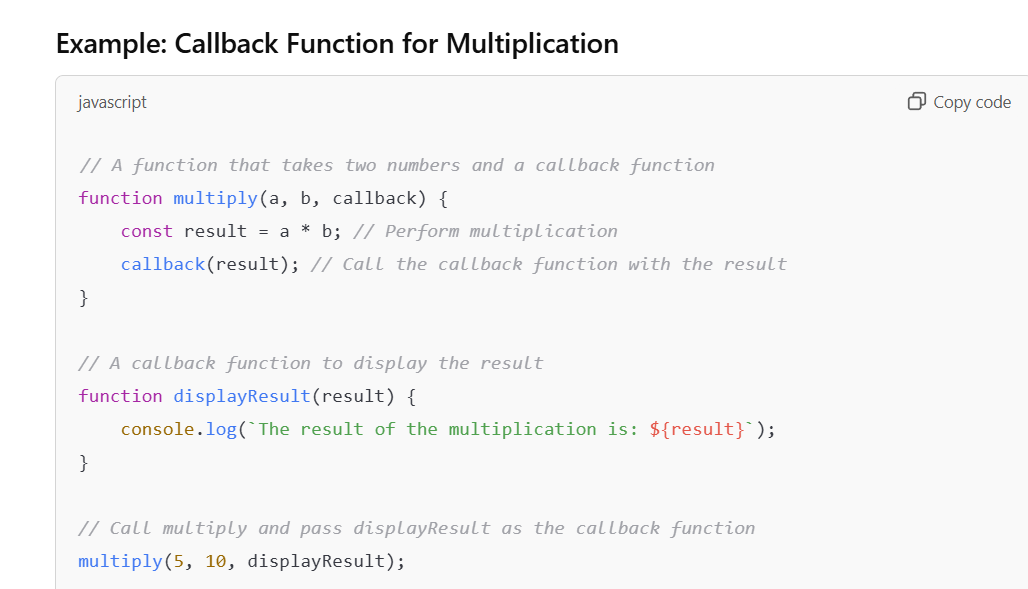 Example: Callback Function for Multiplication
javascript
Copy code
// A function that takes two numbers and a callback function
function multiply(a, b, callback) {
    const result = a * b; // Perform multiplication
    callback(result); // Call the callback function with the result
}
// A callback function to display the result
function displayResult(result) {
    console.log(`The result of the multiplication is: ${result}`);
}
// Call multiply and pass displayResult as the callback function
multiply(5, 10, displayResult);